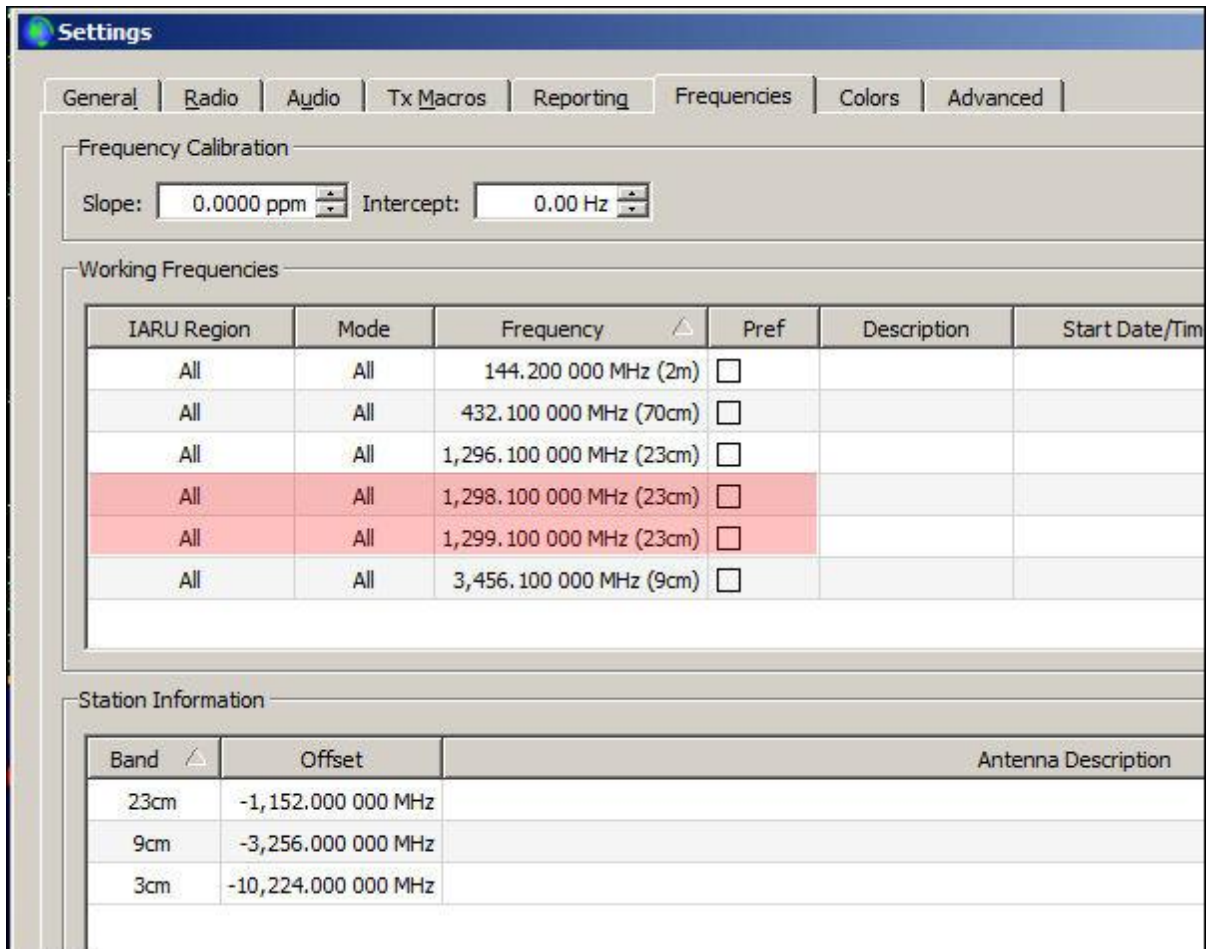 Settings
General Radio Audio Tx Macros Reporting Frequencies Colors Advanced
Frequency Calibration
Slope: 0.0000 ppm Intercept: 0.00 Hz
Working Frequencies
IARU Region Mode Frequency Pref Description Start Date/Tim
All All 144.200 000 MHz (2m)
All All 432.100 000 MHz (70cm)
All All 1,296.100 000 MHz (23cm)
All All 1,298.100 000 MHz (23cm)
All All 1,299.100 000 MHz (23cm)
All All 3,456.100 000 MHz (9cm)
Station Information
Band Offset Antenna Description
23cm -1,152.000 000 MHz
9cm -3,256.000 000 MHz
3cm -10,224.000 000 MHz